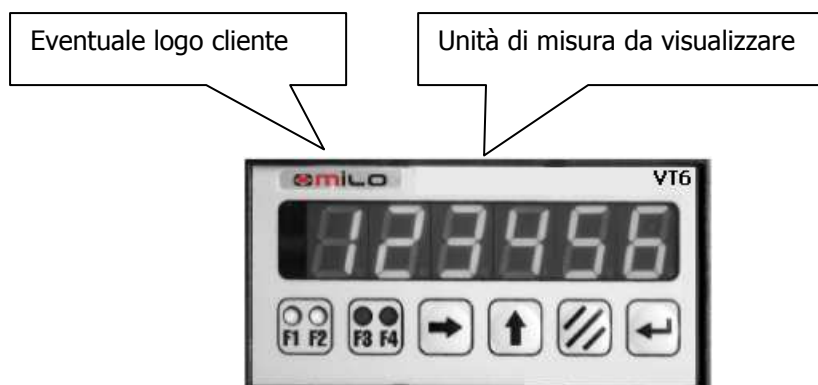 Eventuale logo cliente
Unità di misura da visualizzare
emiLO
VT6
123456
F1 F2
F3 F4